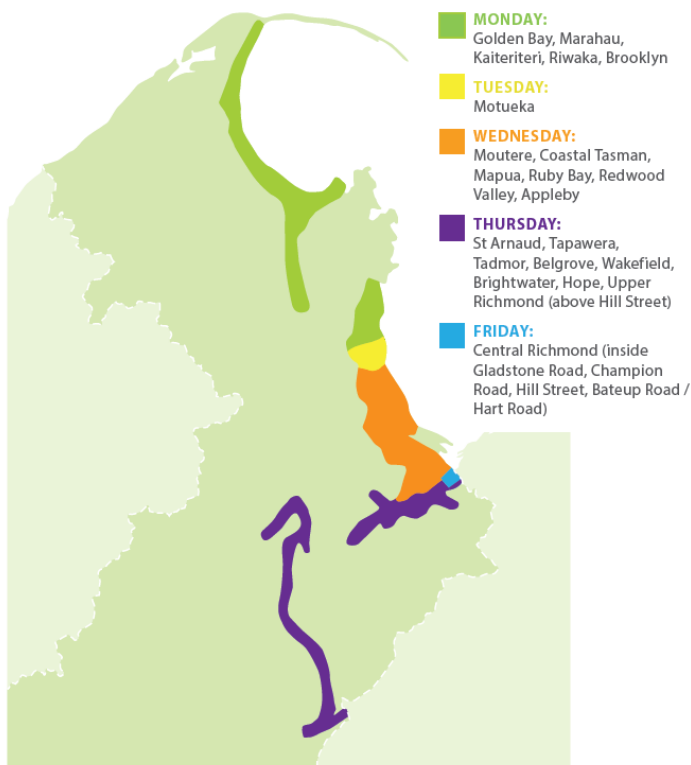 MONDAY:
Golden Bay, Marahau,
Kaiteriteri, Riwaka, Brooklyn
TUESDAY:
Motueka
WEDNESDAY:
Moutere, Coastal Tasman,
Mapua, Ruby Bay, Redwood
Valley, Appleby
THURSDAY:
St Arnaud, Tapawera,
Tadmor, Belgrove, Wakefield,
Brightwater, Hope, Upper
Richmond (above Hill Street)
FRIDAY:
Central Richmond (inside
Gladstone Road, Champion
Road, Hill Street, Bateup Road /
Hart Road)